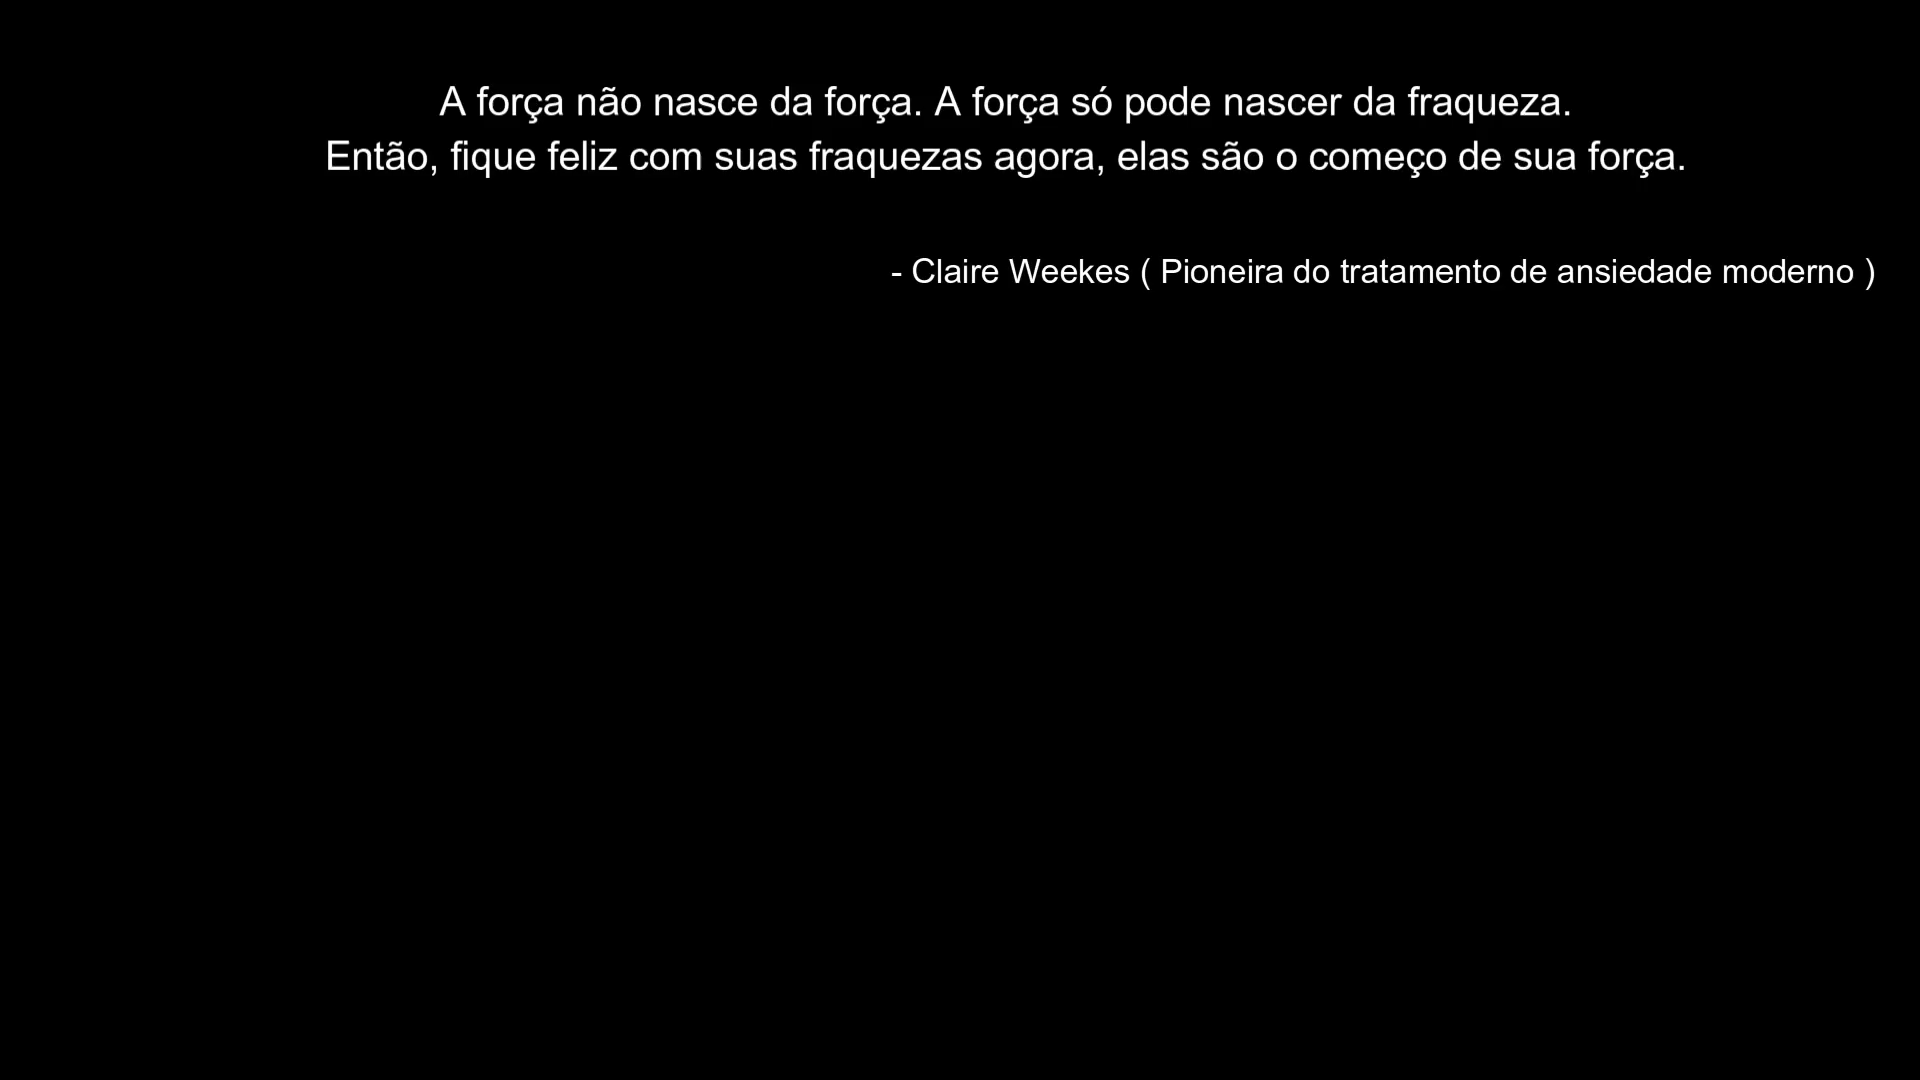 A força não nasce da força. A força só pode nascer da fraqueza.
Então, fique feliz com suas fraquezas agora, elas são o começo de sua força.
- Claire Weekes ( Pioneira do tratamento de ansiedade moderno )